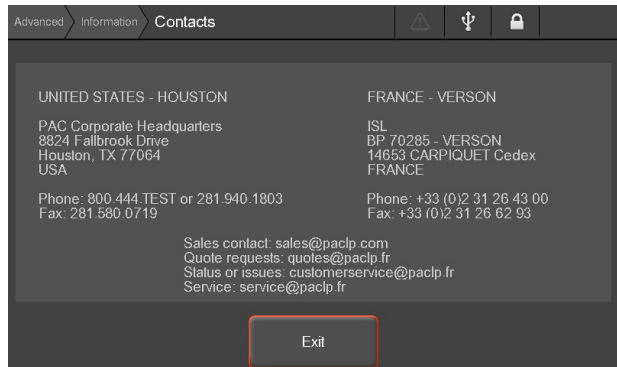 Advanced Information Contacts
UNITED STATES - HOUSTON
PAC Corporate Headquarters
8824 Fallbrook Drive
Houston, TX 77064
USA
Phone: 800.444.TEST or 281.940.1803
Fax: 281.580.0719
FRANCE - VERSON
ISL
BP 70285 - VERSON
14653 CARPIQUET Cedex
FRANCE
Phone: +33 (0)2 31 26 43 00
Fax: +33 (0)2 31 26 62 93
Sales contact: sales@paclp.com
Quote requests: quotes@paclp.fr
Status or issues: customerservice@paclp.fr
Service: service@paclp.fr
Exit